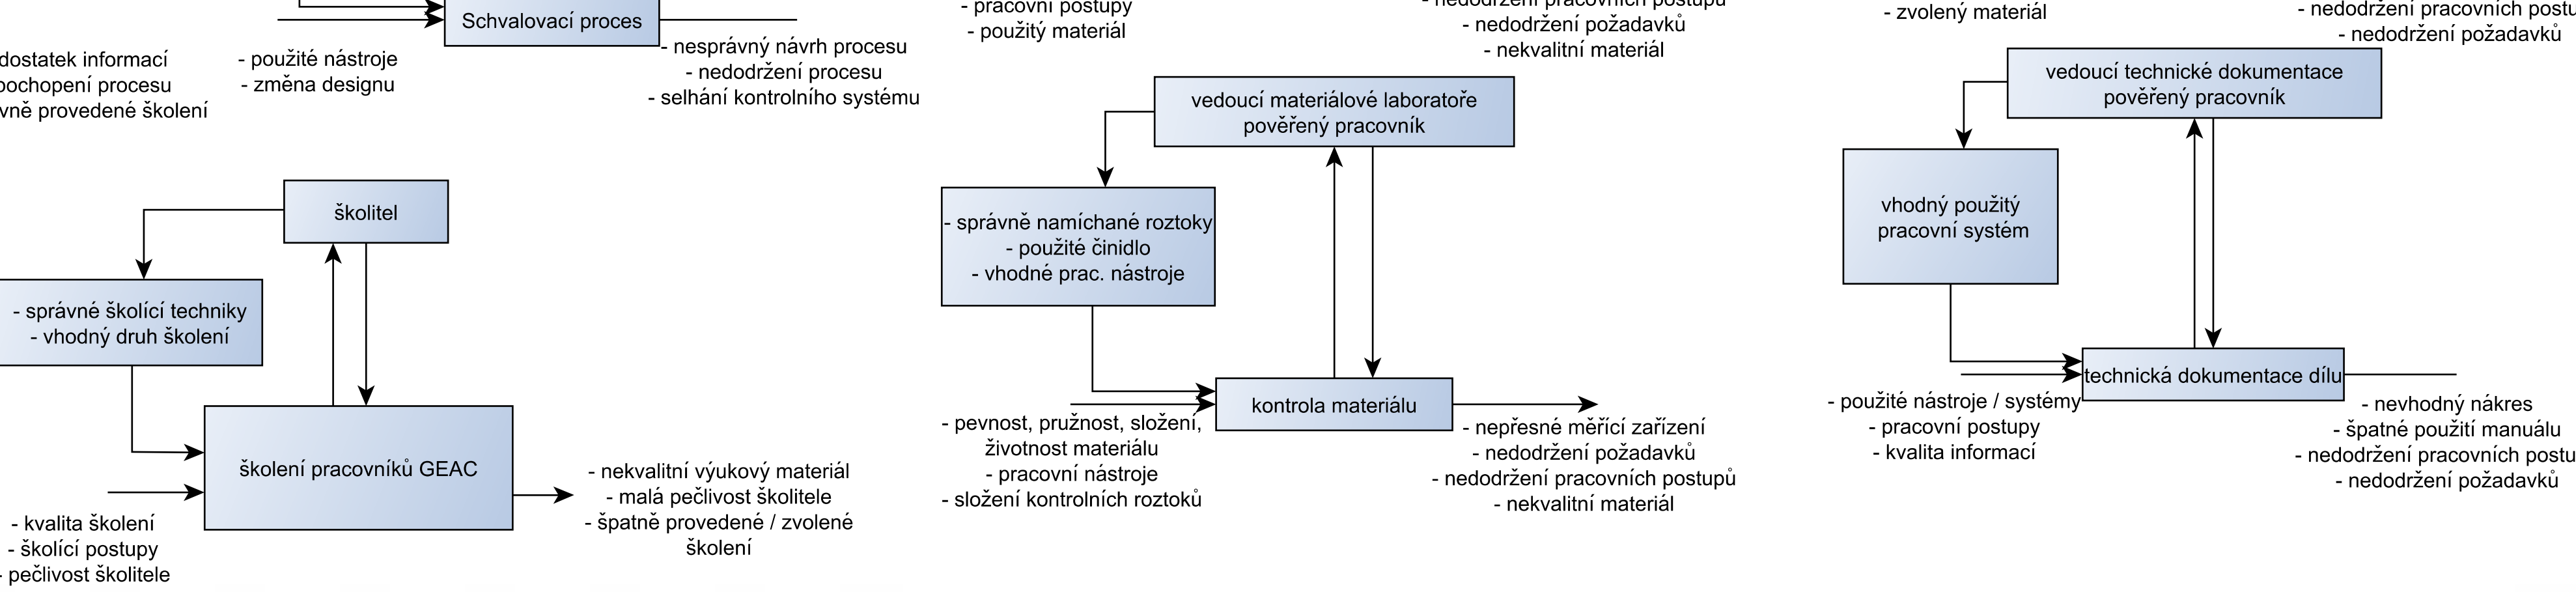 Schvalovací proces
dostatek informací
pochopení procesu
vně provedené školení
- použité nástroje
- změna designu
- nesprávný návrh procesu
- nedodržení procesu
- selhání kontrolního systému
školitel
- správné školící techniky
- vhodný druh školení
školení pracovníků GEAC
- kvalita školení
- školící postupy
- pečlivost školitele
- nekvalitní výukový materiál
- malá pečlivost školitele
- špatně provedené / zvolené
školení
- pracovní postupy
- použitý materiál
- nedodržení pracovních postupů
- nedodržení požadavků
- nekvalitní materiál
vedoucí materiálové laboratoře
pověřený pracovník
- správně namíchané roztoky
- použité činidlo
- vhodné prac. nástroje
kontrola materiálu
- pevnost, pružnost, složení,
životnost materiálu
- pracovní nástroje
- složení kontrolních roztoků
- nepřesné měřící zařízení
- nedodržení požadavků
- nedodržení pracovních postupů
- nekvalitní materiál
- zvolený materiál
- nedodržení pracovních postu
- nedodržení požadavků
vedoucí technické dokumentace
pověřený pracovník
vhodný použitý
pracovní systém
technická dokumentace dílu
- použité nástroje / systémy
- pracovní postupy
- kvalita informací
- nevhodný nákres
- špatné použití manuálu
- nedodržení pracovních postu
- nedodržení požadavků